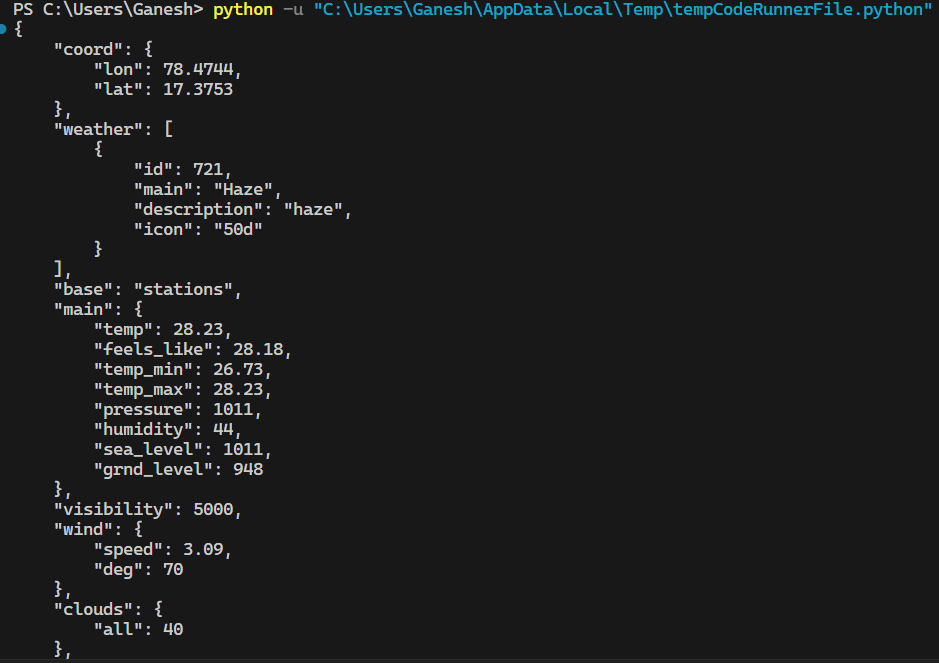 PS C:\Users\Ganesh> python -u "C:\Users\Ganesh\AppData\Local\Temp\tempCodeRunnerFile.python"
{
    "coord": {
        "lon": 78.4744,
        "lat": 17.3753
    },
    "weather": [
        {
            "id": 721,
            "main": "Haze",
            "description": "haze",
            "icon": "50d"
        }
    ],
    "base": "stations",
    "main": {
        "temp": 28.23,
        "feels_like": 28.18,
        "temp_min": 26.73,
        "temp_max": 28.23,
        "pressure": 1011,
        "humidity": 44,
        "sea_level": 1011,
        "grnd_level": 948
    },
    "visibility": 5000,
    "wind": {
        "speed": 3.09,
        "deg": 70
    },
    "clouds": {
        "all": 40
    },